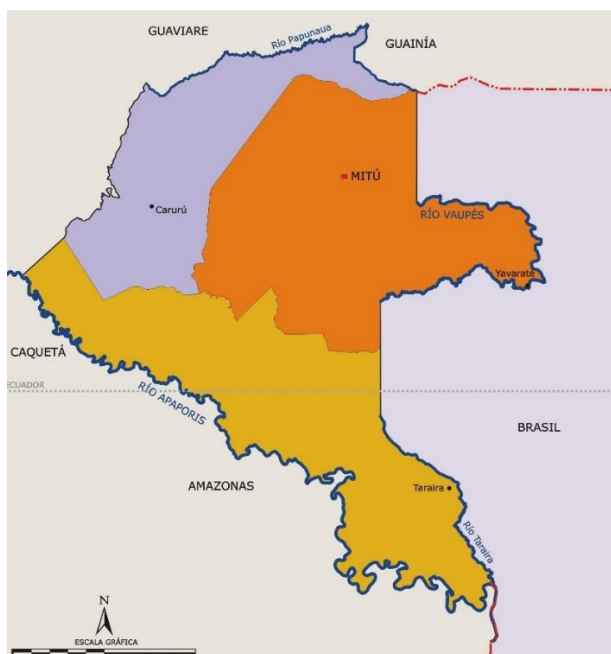 GUAVIARE
Río Papunaua
GUAINÍA
MITÚ
Carurú
RÍO VAUPÉS
Yavaraté
CAQUETÁ
ECUADOR
RÍO APAPORIS
BRASIL
AMAZONAS
Taraira
Río Taraira
N
ESCALA GRÁFICA